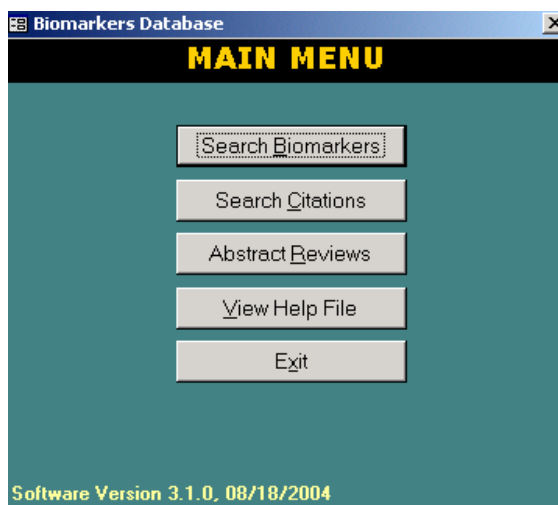 Biomarkers Database
MAIN MENU
Search Biomarkers
Search Citations
Abstract Reviews
View Help File
Exit
Software Version 3.1.0, 08/18/2004